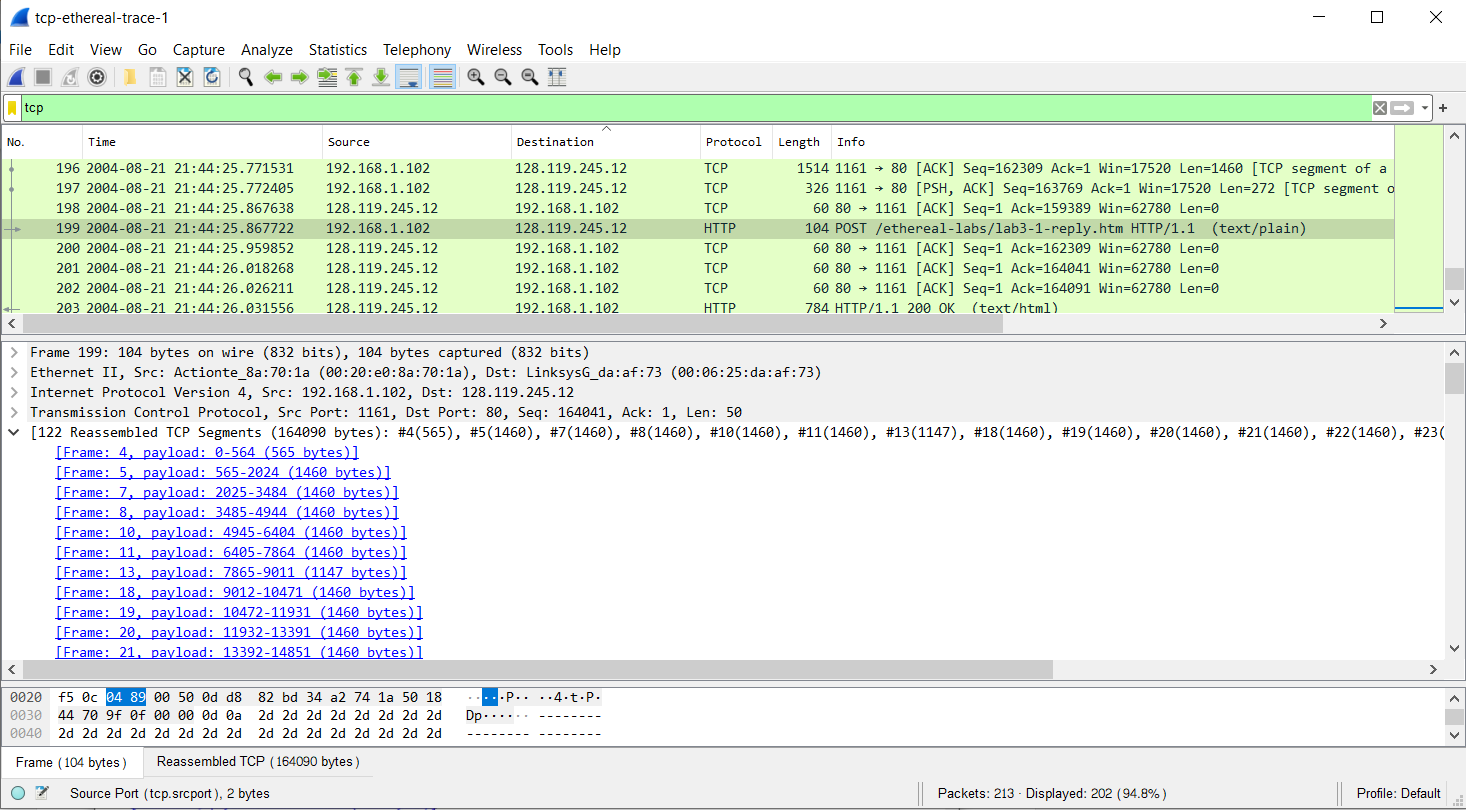 tcp-ethereal-trace-1
File Edit View Go Capture Analyze Statistics Telephony Wireless Tools Help
tcp
No. Time Source Destination Protocol Length Info
196 2004-08-21 21:44:25.771531 192.168.1.102 128.119.245.12 TCP 1514 1161 → 80 [ACK] Seq=162309 Ack=1 Win=17520 Len=1460 [TCP segment of a
197 2004-08-21 21:44:25.772405 192.168.1.102 128.119.245.12 TCP 326 1161 → 80 [PSH, ACK] Seq=163769 Ack=1 Win=17520 Len=272 [TCP segment o
198 2004-08-21 21:44:25.867638 128.119.245.12 192.168.1.102 TCP 60 80 → 1161 [ACK] Seq=1 Ack=159389 Win=62780 Len=0
199 2004-08-21 21:44:25.867722 192.168.1.102 128.119.245.12 HTTP 104 POST /ethereal-labs/lab3-1-reply.htm HTTP/1.1 (text/plain)
200 2004-08-21 21:44:25.959852 128.119.245.12 192.168.1.102 TCP 60 80 → 1161 [ACK] Seq=1 Ack=162309 Win=62780 Len=0
201 2004-08-21 21:44:26.018268 128.119.245.12 192.168.1.102 TCP 60 80 → 1161 [ACK] Seq=1 Ack=164041 Win=62780 Len=0
202 2004-08-21 21:44:26.026211 128.119.245.12 192.168.1.102 TCP 60 80 → 1161 [ACK] Seq=1 Ack=164091 Win=62780 Len=0
203 2004-08-21 21:44:26.031556 128.119.245.12 192.168.1.102 HTTP 784 HTTP/1.1 200 OK (text/html)
Frame 199: 104 bytes on wire (832 bits), 104 bytes captured (832 bits)
Ethernet II, Src: Actionte_8a:70:1a (00:20:e0:8a:70:1a), Dst: LinksysG_da:af:73 (00:06:25:da:af:73)
Internet Protocol Version 4, Src: 192.168.1.102, Dst: 128.119.245.12
Transmission Control Protocol, Src Port: 1161, Dst Port: 80, Seq: 164041, Ack: 1, Len: 50
[122 Reassembled TCP Segments (164090 bytes): #4(565), #5(1460), #7(1460), #8(1460), #10(1460), #11(1460), #13(1147), #18(1460), #19(1460), #20(1460), #21(1460), #22(1460), #23(
[Frame: 4, payload: 0-564 (565 bytes)]
[Frame: 5, payload: 565-2024 (1460 bytes)]
[Frame: 7, payload: 2025-3484 (1460 bytes)]
[Frame: 8, payload: 3485-4944 (1460 bytes)]
[Frame: 10, payload: 4945-6404 (1460 bytes)]
[Frame: 11, payload: 6405-7864 (1460 bytes)]
[Frame: 13, payload: 7865-9011 (1147 bytes)]
[Frame: 18, payload: 9012-10471 (1460 bytes)]
[Frame: 19, payload: 10472-11931 (1460 bytes)]
[Frame: 20, payload: 11932-13391 (1460 bytes)]
[Frame: 21, payload: 13392-14851 (1460 bytes)]
0020 f5 0c 04 89 00 50 0d d8 82 bd 34 a2 74 1a 50 18 ·····P·· ··4·t·P·
0030 44 70 9f 0f 00 00 0d 0a 2d 2d 2d 2d 2d 2d 2d 2d Dp······ --------
0040 2d 2d 2d 2d 2d 2d 2d 2d 2d 2d 2d 2d 2d 2d 2d 2d -------- --------
Frame (104 bytes) Reassembled TCP (164090 bytes)
Source Port (tcp.srcport), 2 bytes Packets: 213 · Displayed: 202 (94.8%) Profile: Default